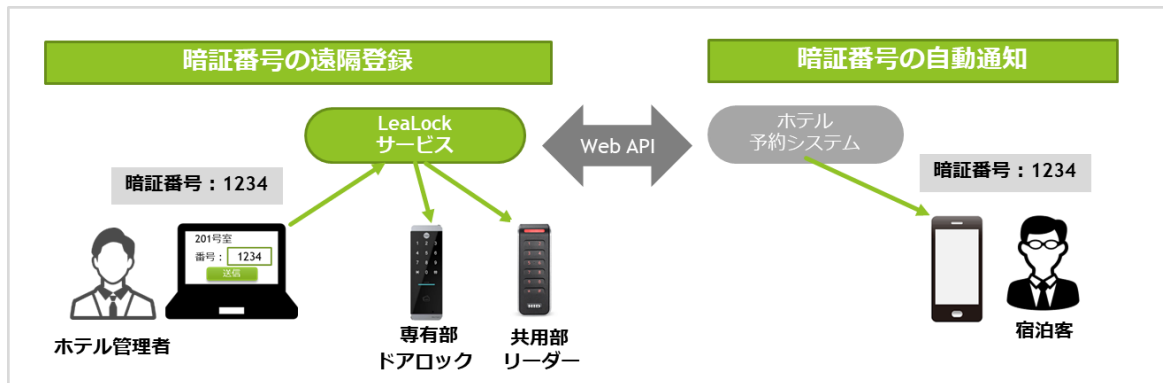 暗証番号の遠隔登録
暗証番号の自動通知
LeaLock
サービス
Web API
ホテル
予約システム
暗証番号：1234
暗証番号：1234
201号室
番号： 1234
送信
ホテル管理者
専有部
ドアロック
共用部
リーダー
宿泊客